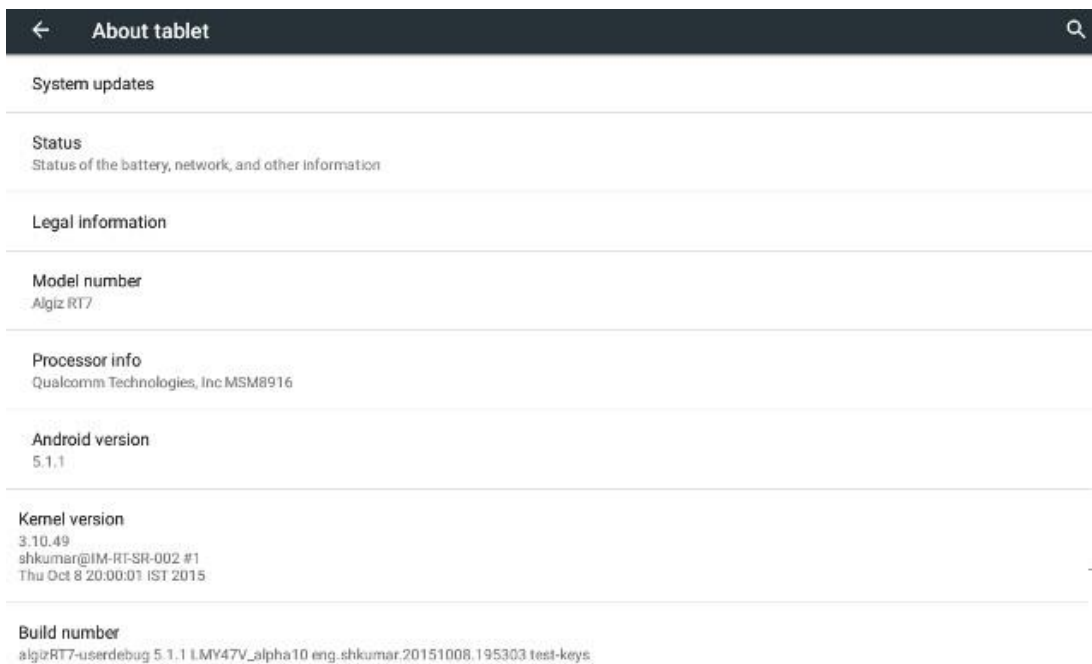 About tablet
System updates
Status
Status of the battery, network, and other information
Legal information
Model number
Algiz RT7
Processor info
Qualcomm Technologies, Inc MSM8916
Android version
5.1.1
Kernel version
3.10.49
shkumar@IM-RT-SR-002 #1
Thu Oct 8 20:00:01 IST 2015
Build number
algizRT7-userdebug 5.1.1 LMY47V_alpha10 eng.shkumar.20151008.195303 test-keys